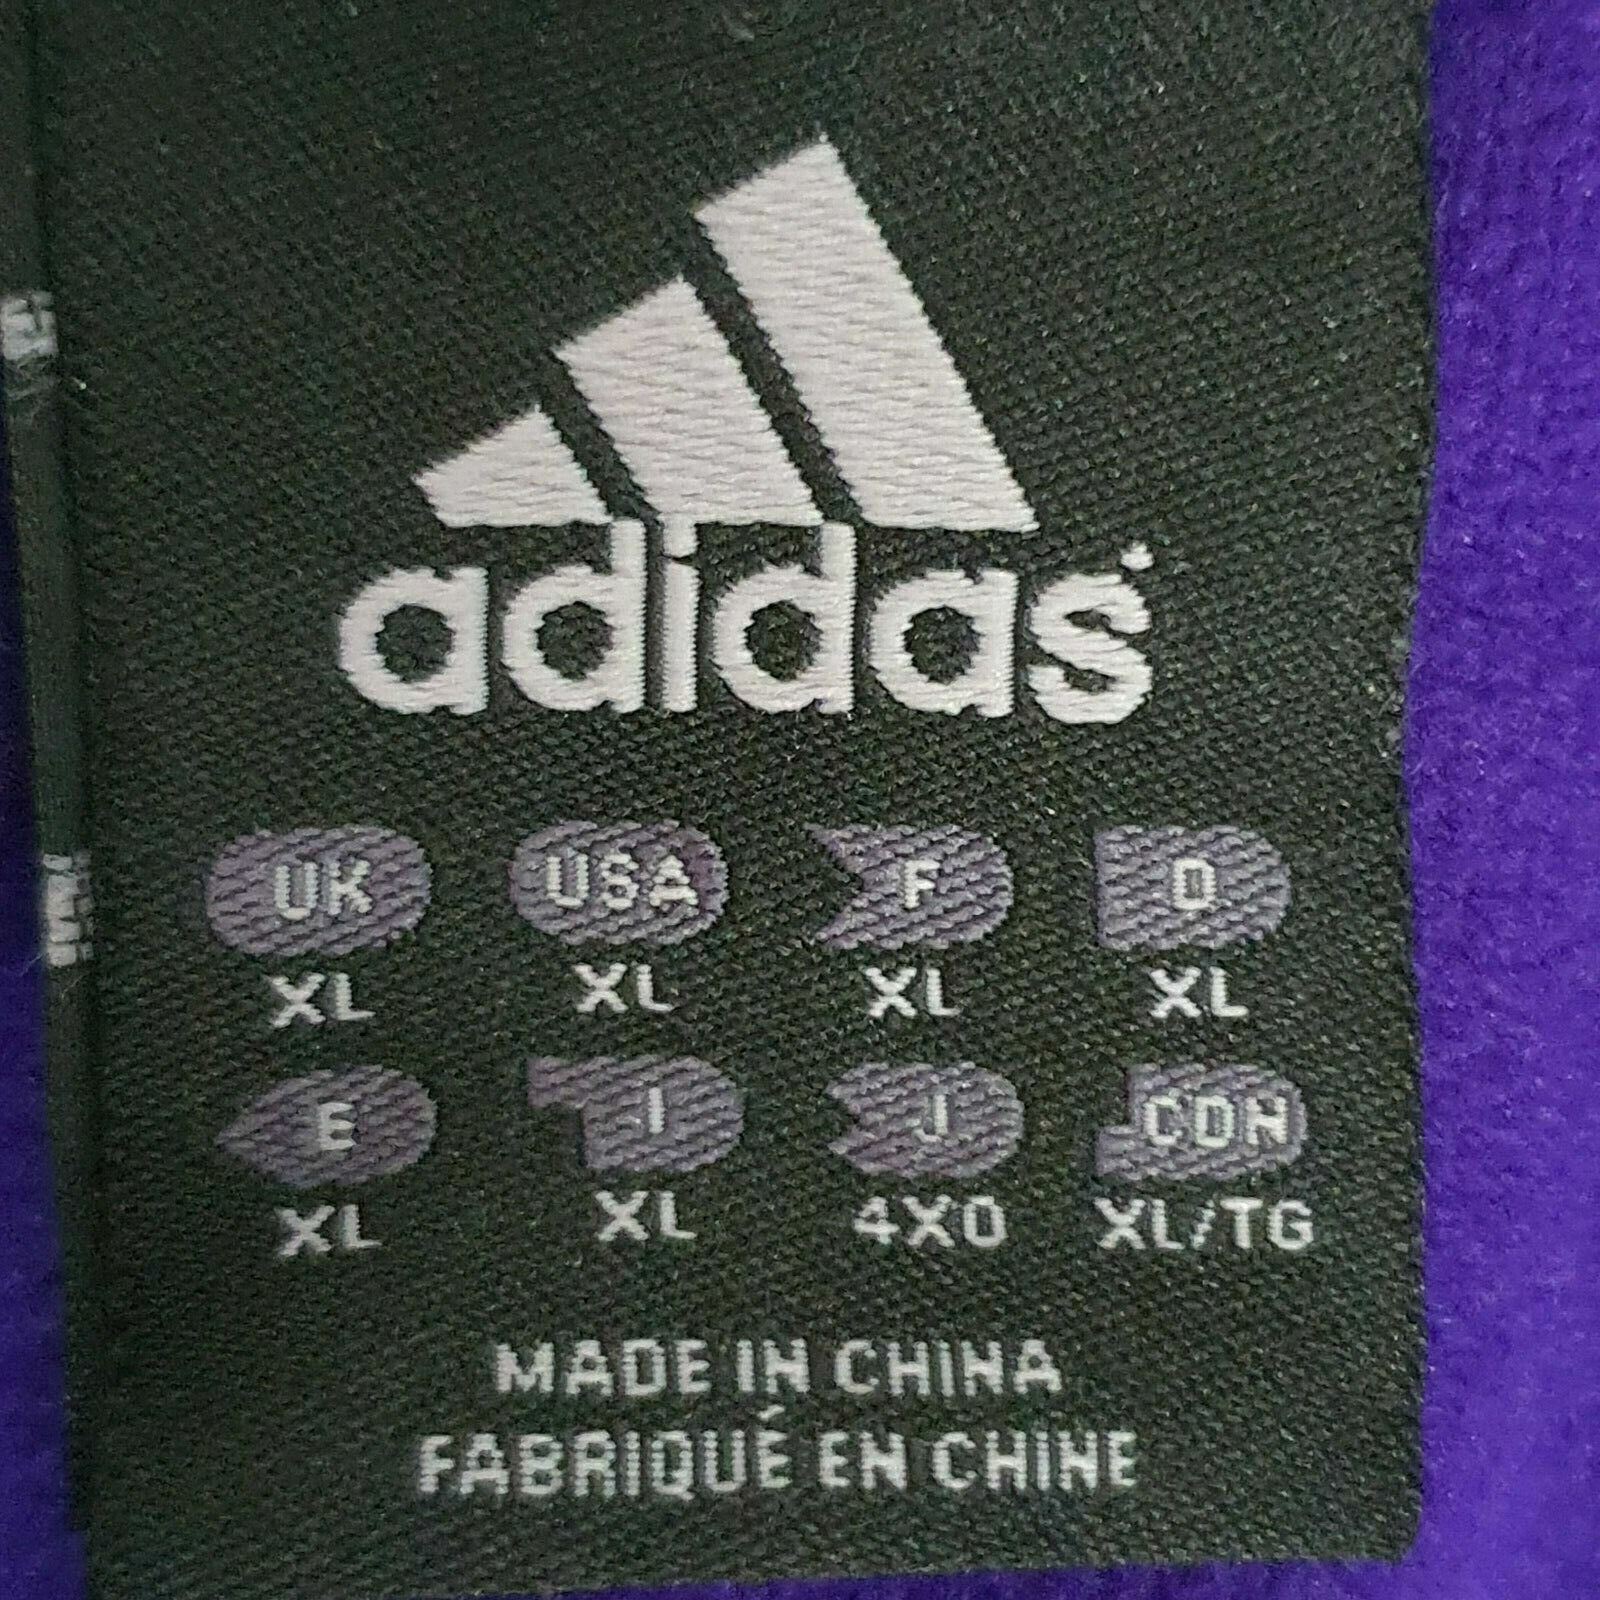 adidas
UK USA F D
XL XL XL XL
E I J CDN
XL XL 4XO XL/TG
MADE IN CHINA
FABRIQUÉ EN CHINE